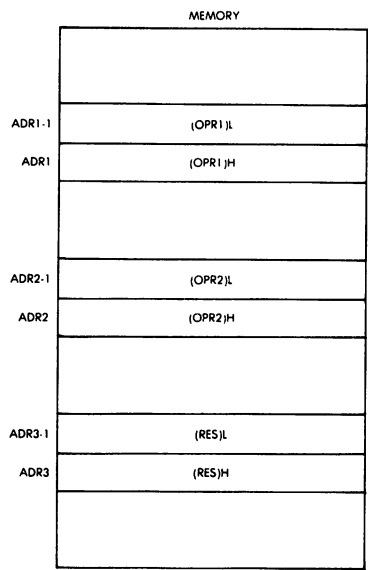 MEMORY
ADR1-1 (OPR1)L
ADR1 (OPR1)H
ADR2-1 (OPR2)L
ADR2 (OPR2)H
ADR3-1 (RES)L
ADR3 (RES)H